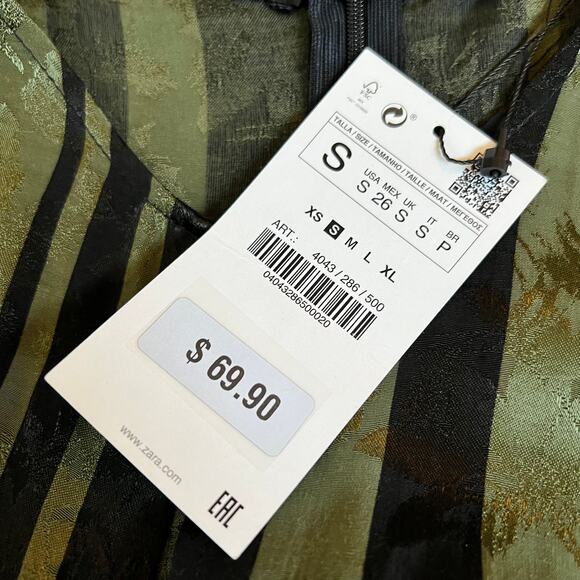 FSC
®
TALLA / SIZE / TAMANHO / TAILLE / MAAT / ΜΕΓΕΘΟΣ
S
USA MEX UK IT BR
S 26 S S P
XS S M L XL
ART.: 4043 / 286 / 500
04043286500020
$ 69.90
www.zara.com
EAC